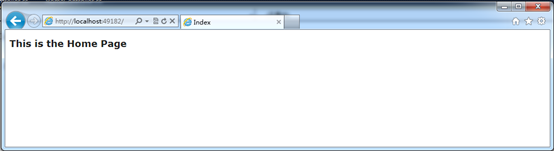 http://localhost:49182/
Index
This is the Home Page